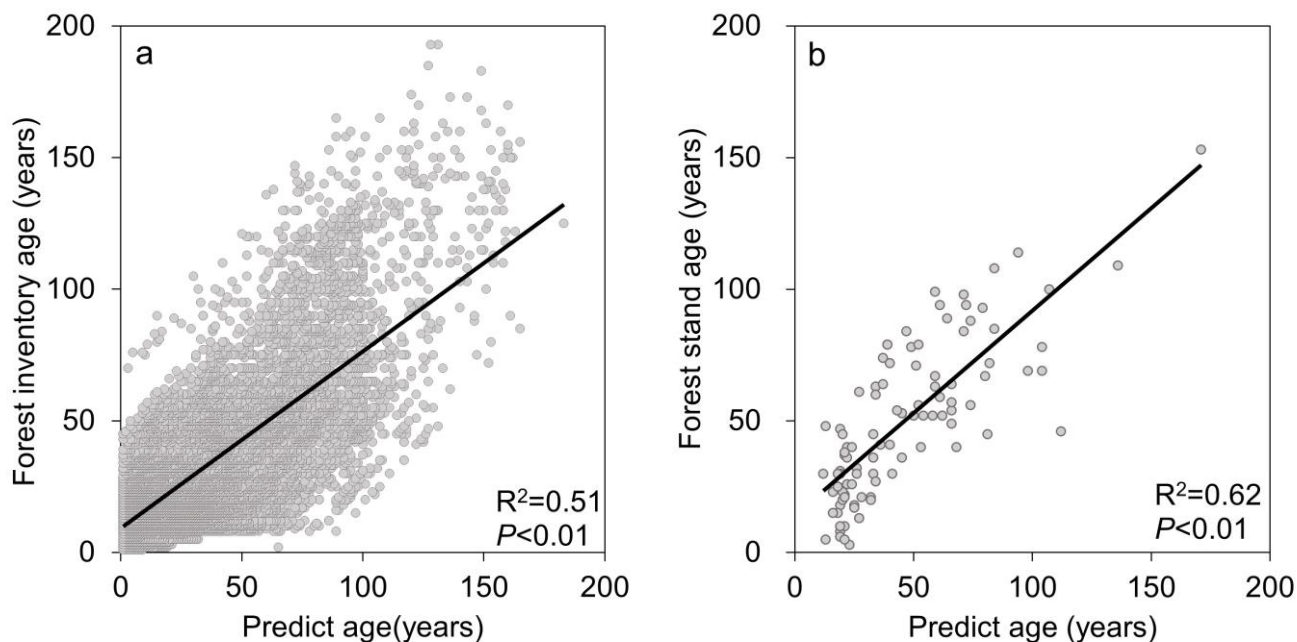 a
Forest inventory age (years)
200
150
100
50
0
R²=0.51
P<0.01
0 50 100 150 200
Predict age(years)
b
Forest stand age (years)
200
150
100
50
0
R²=0.62
P<0.01
0 50 100 150 200
Predict age (years)